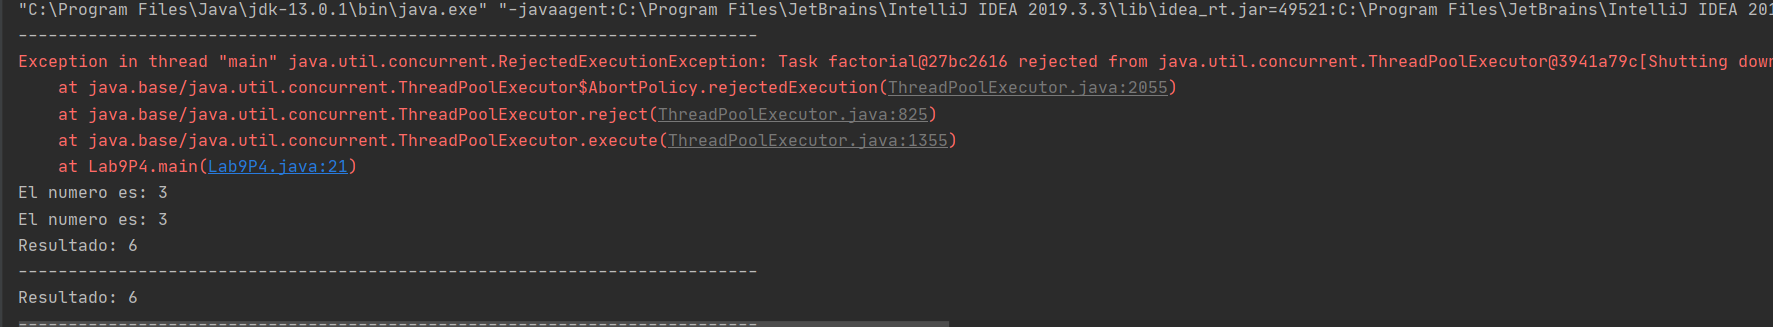 "C:\Program Files\Java\jdk-13.0.1\bin\java.exe" "-javaagent:C:\Program Files\JetBrains\IntelliJ IDEA 2019.3.3\lib\idea_rt.jar=49521:C:\Program Files\JetBrains\IntelliJ IDEA 201
--------------------------------------------------------------------------
Exception in thread "main" java.util.concurrent.RejectedExecutionException: Task factorial@27bc2616 rejected from java.util.concurrent.ThreadPoolExecutor@3941a79c[Shutting down
at java.base/java.util.concurrent.ThreadPoolExecutor$AbortPolicy.rejectedExecution(ThreadPoolExecutor.java:2055)
at java.base/java.util.concurrent.ThreadPoolExecutor.reject(ThreadPoolExecutor.java:825)
at java.base/java.util.concurrent.ThreadPoolExecutor.execute(ThreadPoolExecutor.java:1355)
at Lab9P4.main(Lab9P4.java:21)
El numero es: 3
El numero es: 3
Resultado: 6
--------------------------------------------------------------------------
Resultado: 6
--------------------------------------------------------------------------